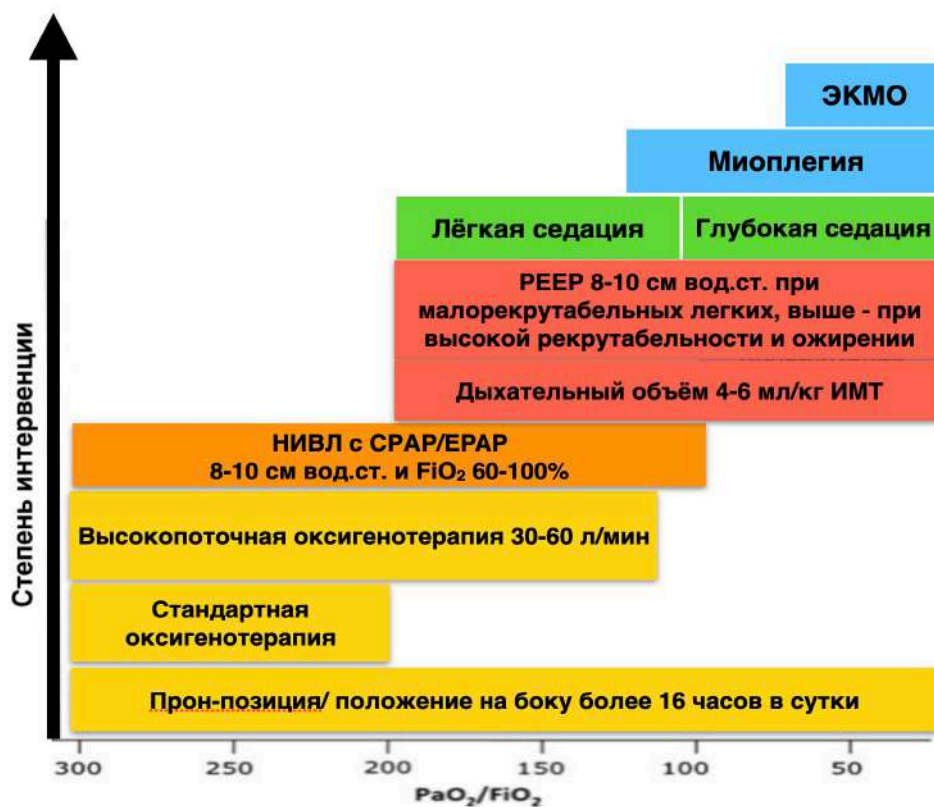 ЭКМО
Миоплегия
Лёгкая седация
Глубокая седация
PEEP 8-10 см вод.ст. при
малорекрутабельных легких, выше - при
высокой рекрутабельности и ожирении
Дыхательный объём 4-6 мл/кг ИМТ
НИВЛ с CPAP/EPAP
8-10 см вод.ст. и FiO₂ 60-100%
Высокопоточная оксигенотерапия 30-60 л/мин
Стандартная
оксигенотерапия
Прон-позиция/ положение на боку более 16 часов в сутки
Степень интервенции
300 250 200 150 100 50
PaO₂/FiO₂